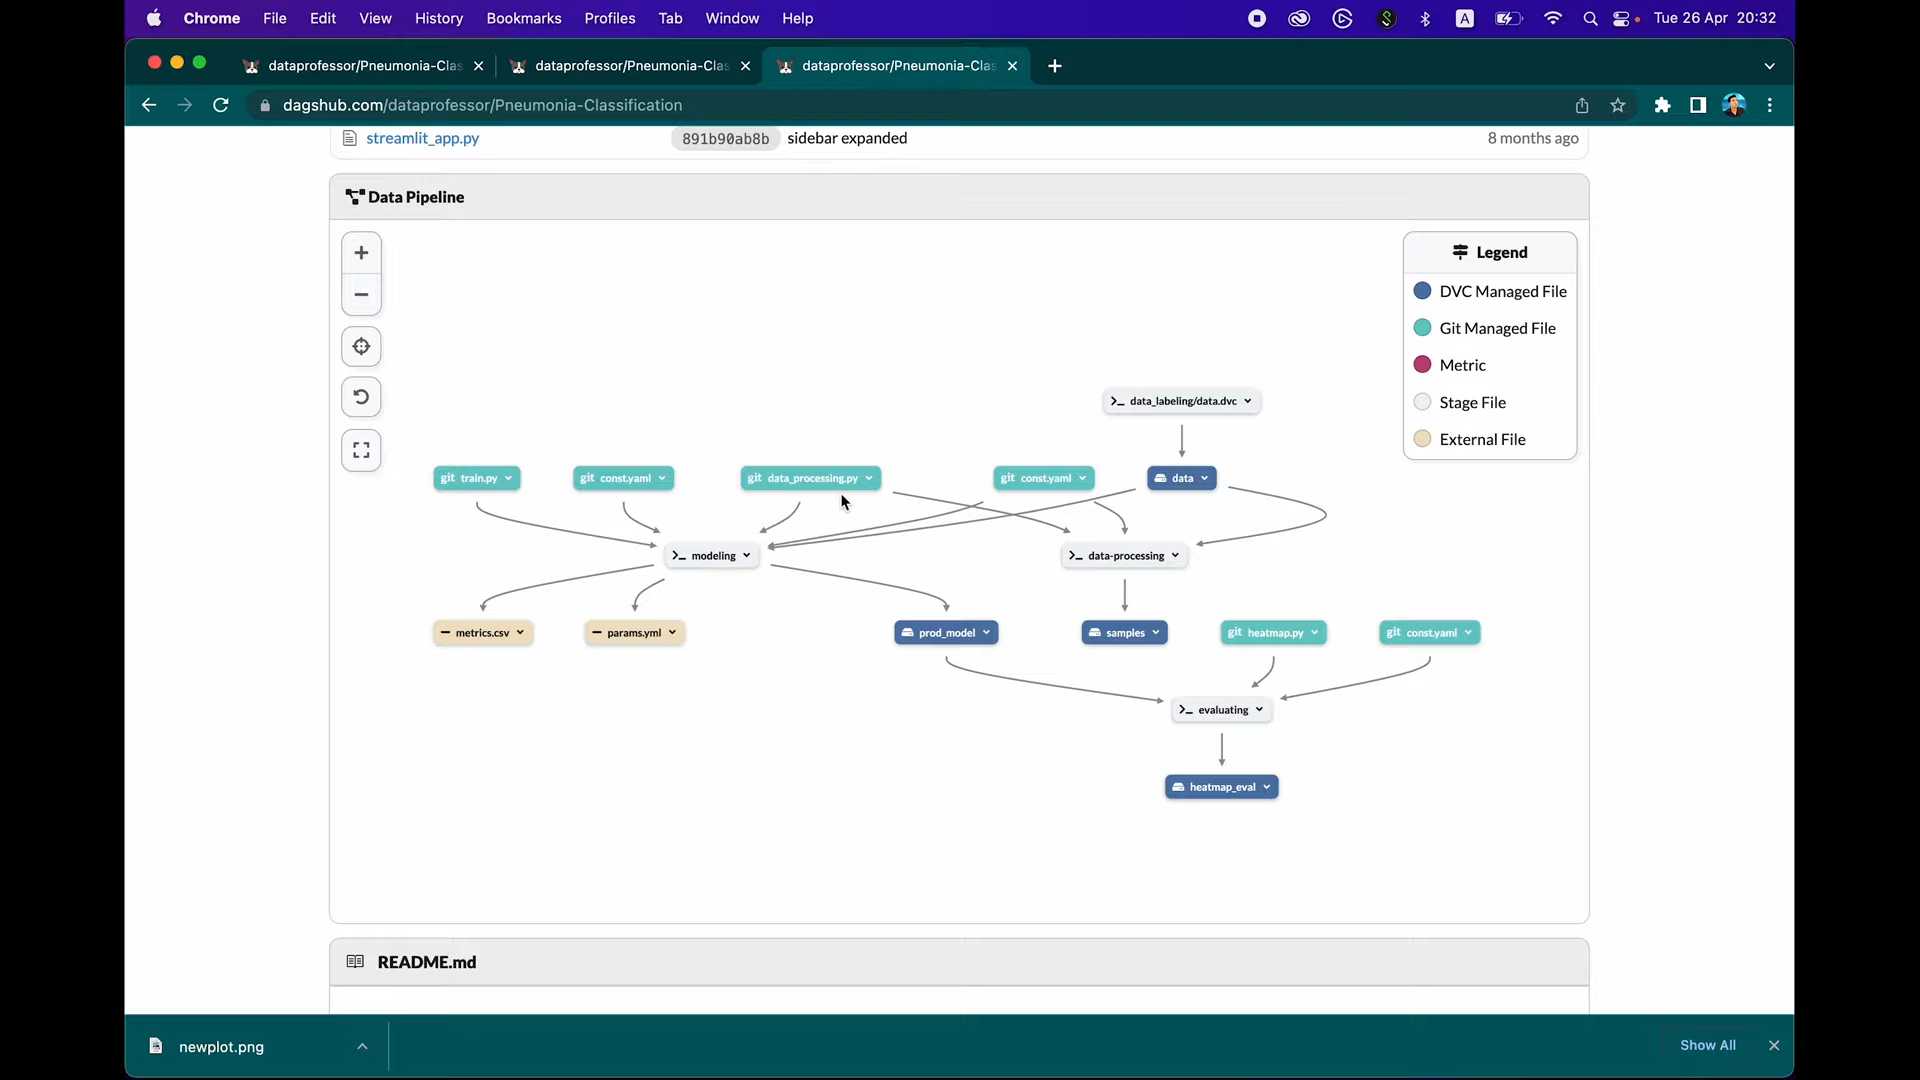 Chrome File Edit View History Bookmarks Profiles Tab Window Help A Tue 26 Apr 20:32
dataprofessor/Pneumonia-Clas dataprofessor/Pneumonia-Clas dataprofessor/Pneumonia-Clas
dagshub.com/dataprofessor/Pneumonia-Classification
streamlit_app.py 891b90ab8b sidebar expanded 8 months ago
Data Pipeline
Legend
DVC Managed File
Git Managed File
Metric
Stage File
External File
>_ data_labeling/data.dvc
git train.py git const.yaml git data_processing.py git const.yaml data
>_ modeling >_ data-processing
metrics.csv params.yml prod_model samples git heatmap.py git const.yaml
>_ evaluating
heatmap_eval
README.md
newplot.png Show All